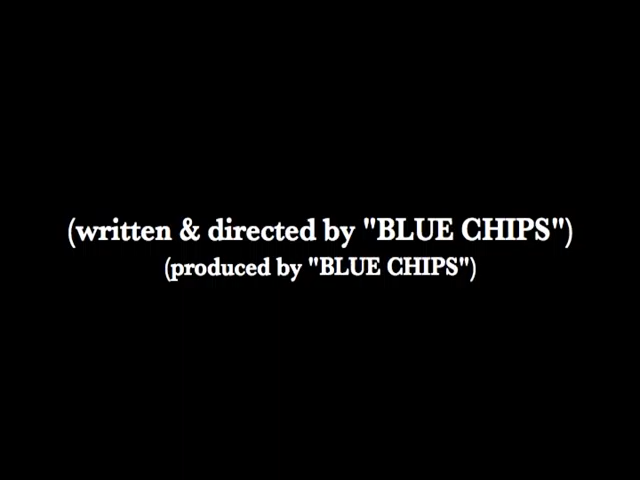 (written & directed by "BLUE CHIPS")
(produced by "BLUE CHIPS")